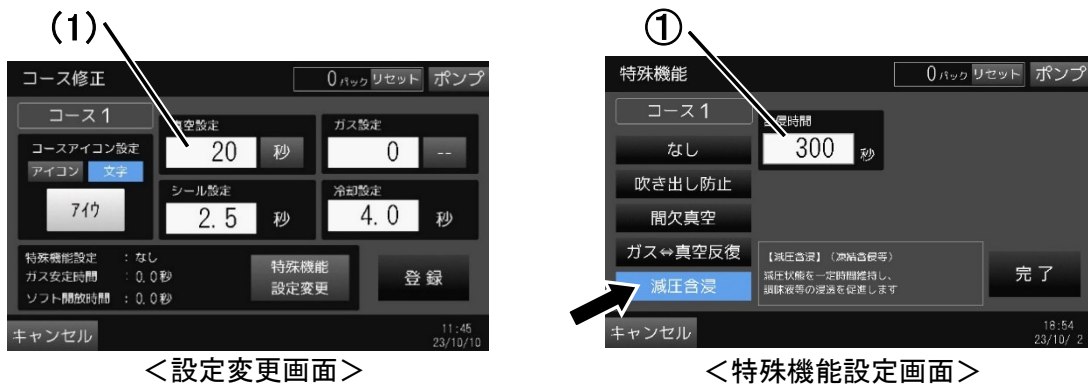 (1)
コース修正
0 パック リセット ポンプ
コース1
コースアイコン設定
アイコン 文字
アイウ
真空設定
20 秒
ガス設定
0 --
シール設定
2.5 秒
冷却設定
4.0 秒
特殊機能設定 : なし
ガス安定時間 : 0.0秒
ソフト開放時間 : 0.0秒
特殊機能
設定変更
登録
キャンセル
11:45
23/10/10
<設定変更画面>
①
特殊機能
0 パック リセット ポンプ
コース1
なし
吹き出し防止
間欠真空
ガス⇔真空反復
減圧含浸
含浸時間
300 秒
【減圧含浸】(凍結含侵等)
減圧状態を一定時間維持し、
調味液等の浸透を促進します
完了
キャンセル
18:54
23/10/ 2
<特殊機能設定画面>